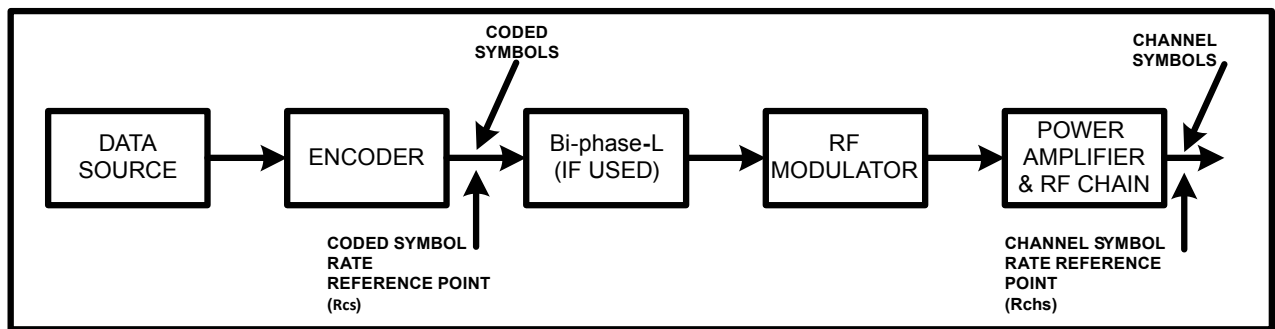 CODED
SYMBOLS
CHANNEL
SYMBOLS
DATA
SOURCE
ENCODER
Bi-phase-L
(IF USED)
RF
MODULATOR
POWER
AMPLIFIER
& RF CHAIN
CODED SYMBOL
RATE
REFERENCE POINT
(Rcs)
CHANNEL SYMBOL
RATE REFERENCE
POINT
(Rchs)